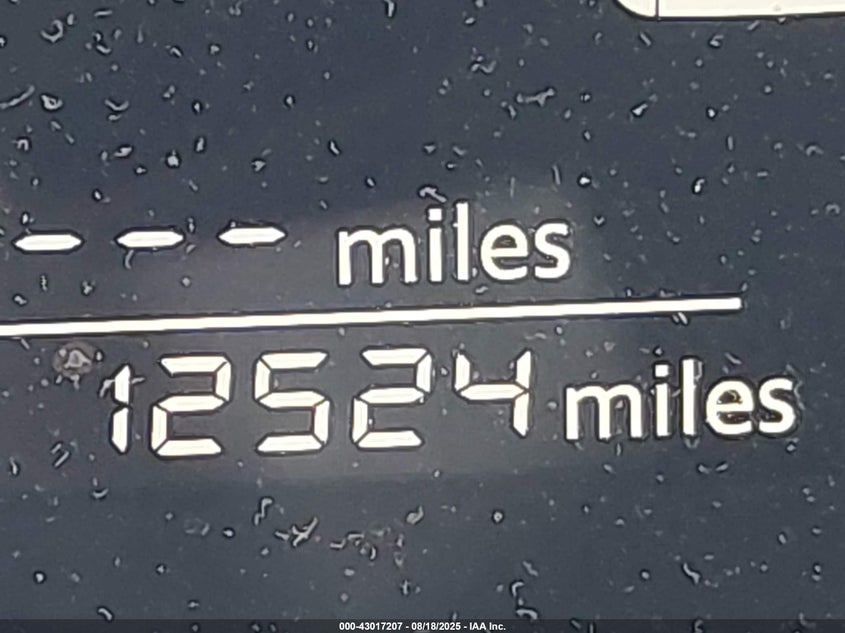 --- miles
12524 miles
000-43017207 - 08/18/2025 - IAA Inc.